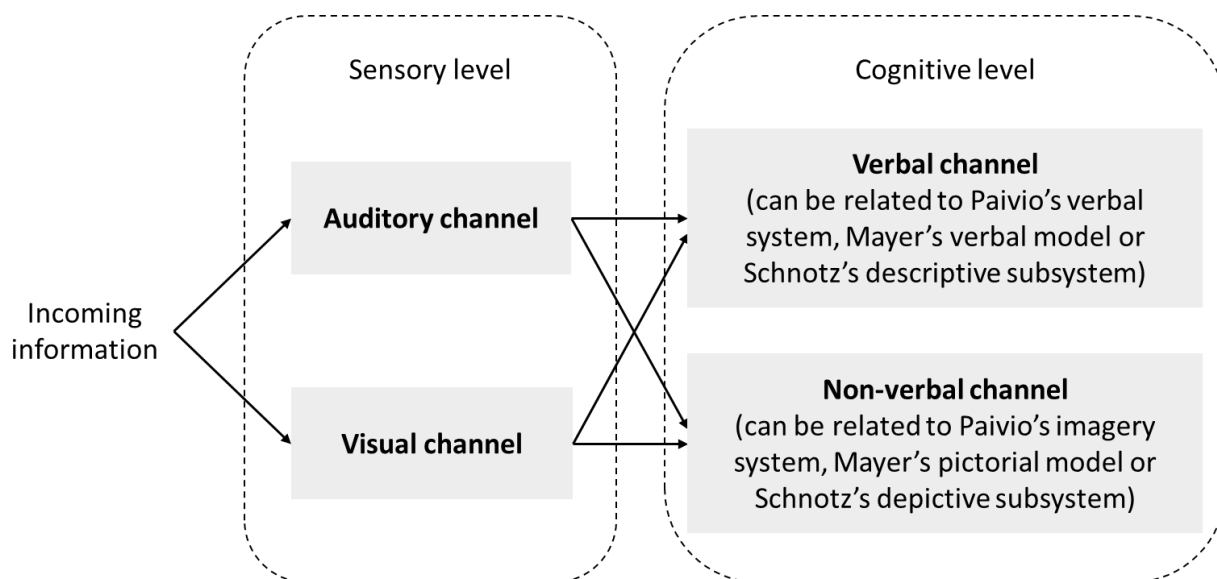 Sensory level
Cognitive level
Incoming
information
Auditory channel
Visual channel
Verbal channel
(can be related to Paivio’s verbal
system, Mayer’s verbal model or
Schnotz’s descriptive subsystem)
Non-verbal channel
(can be related to Paivio’s imagery
system, Mayer’s pictorial model or
Schnotz’s depictive subsystem)